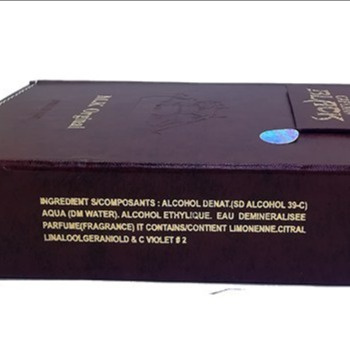 INGREDIENT S/COMPOSANTS : ALCOHOL DENAT.(SD ALCOHOL 39-C)
AQUA (DM WATER). ALCOHOL ETHYLIQUE. EAU DEMINERALISEE
PARFUME(FRAGRANCE) IT CONTAINS/CONTIENT LIMONENNE.CITRAL
LINALOOLGERANIOLD & C VIOLET # 2